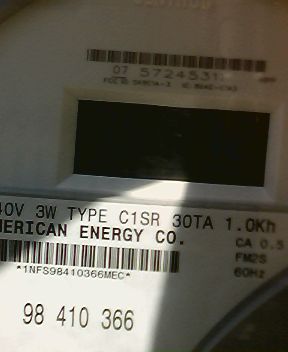 CENTRON
07 5724531
40V 3W TYPE C1SR 30TA 1.0Kh
MERICAN ENERGY CO.
CA 0.5
FM2S
60Hz
*1NFS98410366MEC*
98 410 366